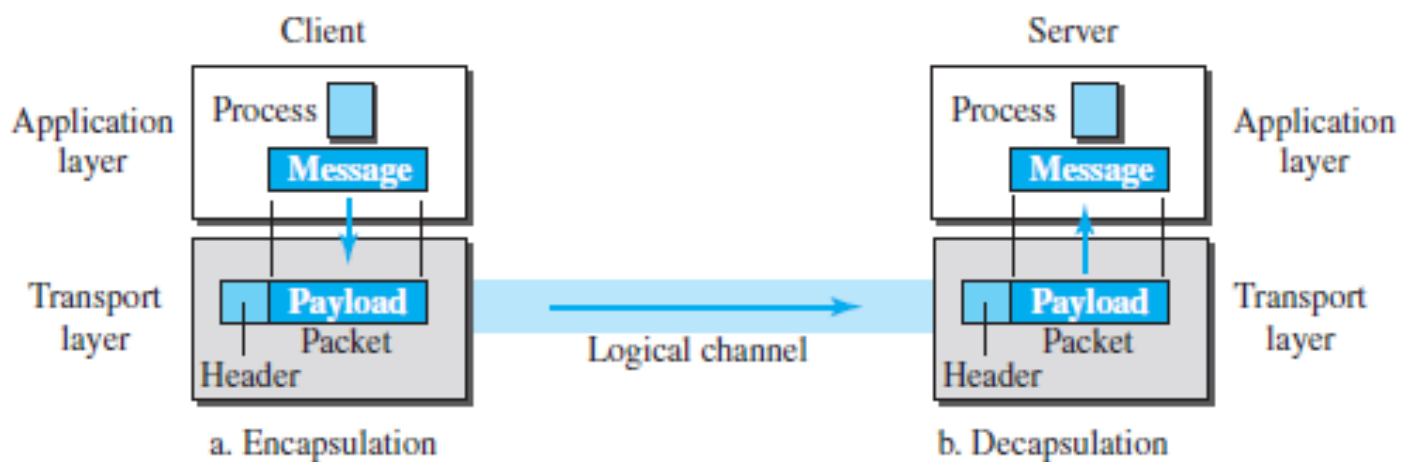 Client
Server
Application
layer
Process
Message
Process
Message
Application
layer
Transport
layer
Payload
Packet
Header
Logical channel
Payload
Packet
Header
Transport
layer
a. Encapsulation
b. Decapsulation